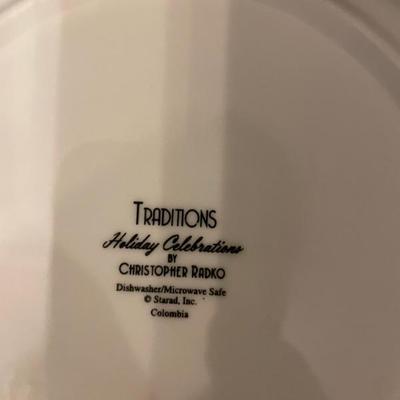 TRADITIONS
Holiday Celebrations
BY
CHRISTOPHER RADKO
Dishwasher/Microwave Safe
© Starad, Inc.
Colombia